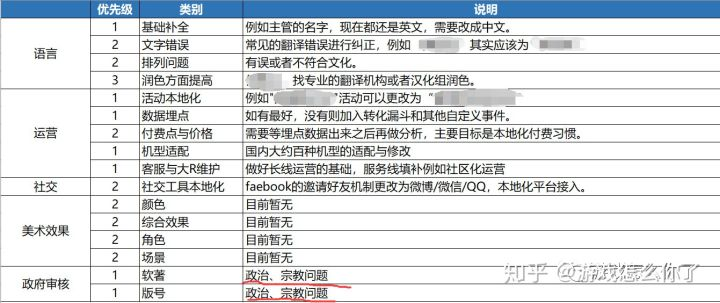 优先级 类别 说明
语言 1 基础补全 例如主管的名字，现在都还是英文，需要改成中文。
2 文字错误 常见的翻译错误进行纠正，例如 其实应该为
2 排列问题 有误或者不符合文化。
3 润色方面提高 找专业的翻译机构或者汉化组润色。
运营 1 活动本地化 例如"活动可以更改为“
1 数据埋点 如有最好，没有则加入转化漏斗和其他自定义事件。
2 付费点与价格 需要等埋点数据出来之后再做分析，主要目标是本地化付费习惯。
1 机型适配 国内大约百种机型的适配与修改
1 客服与大R维护 做好长线运营的基础，服务线填补例如社区化运营
社交 2 社交工具本地化 faebook的邀请好友机制更改为微博/微信/QQ，本地化平台接入。
美术效果 2 颜色 目前暂无
2 综合效果 目前暂无
2 角色 目前暂无
2 场景 目前暂无
政府审核 1 软著 政治、宗教问题
1 版号 政治、宗教问题
知乎 @游戏怎么你了